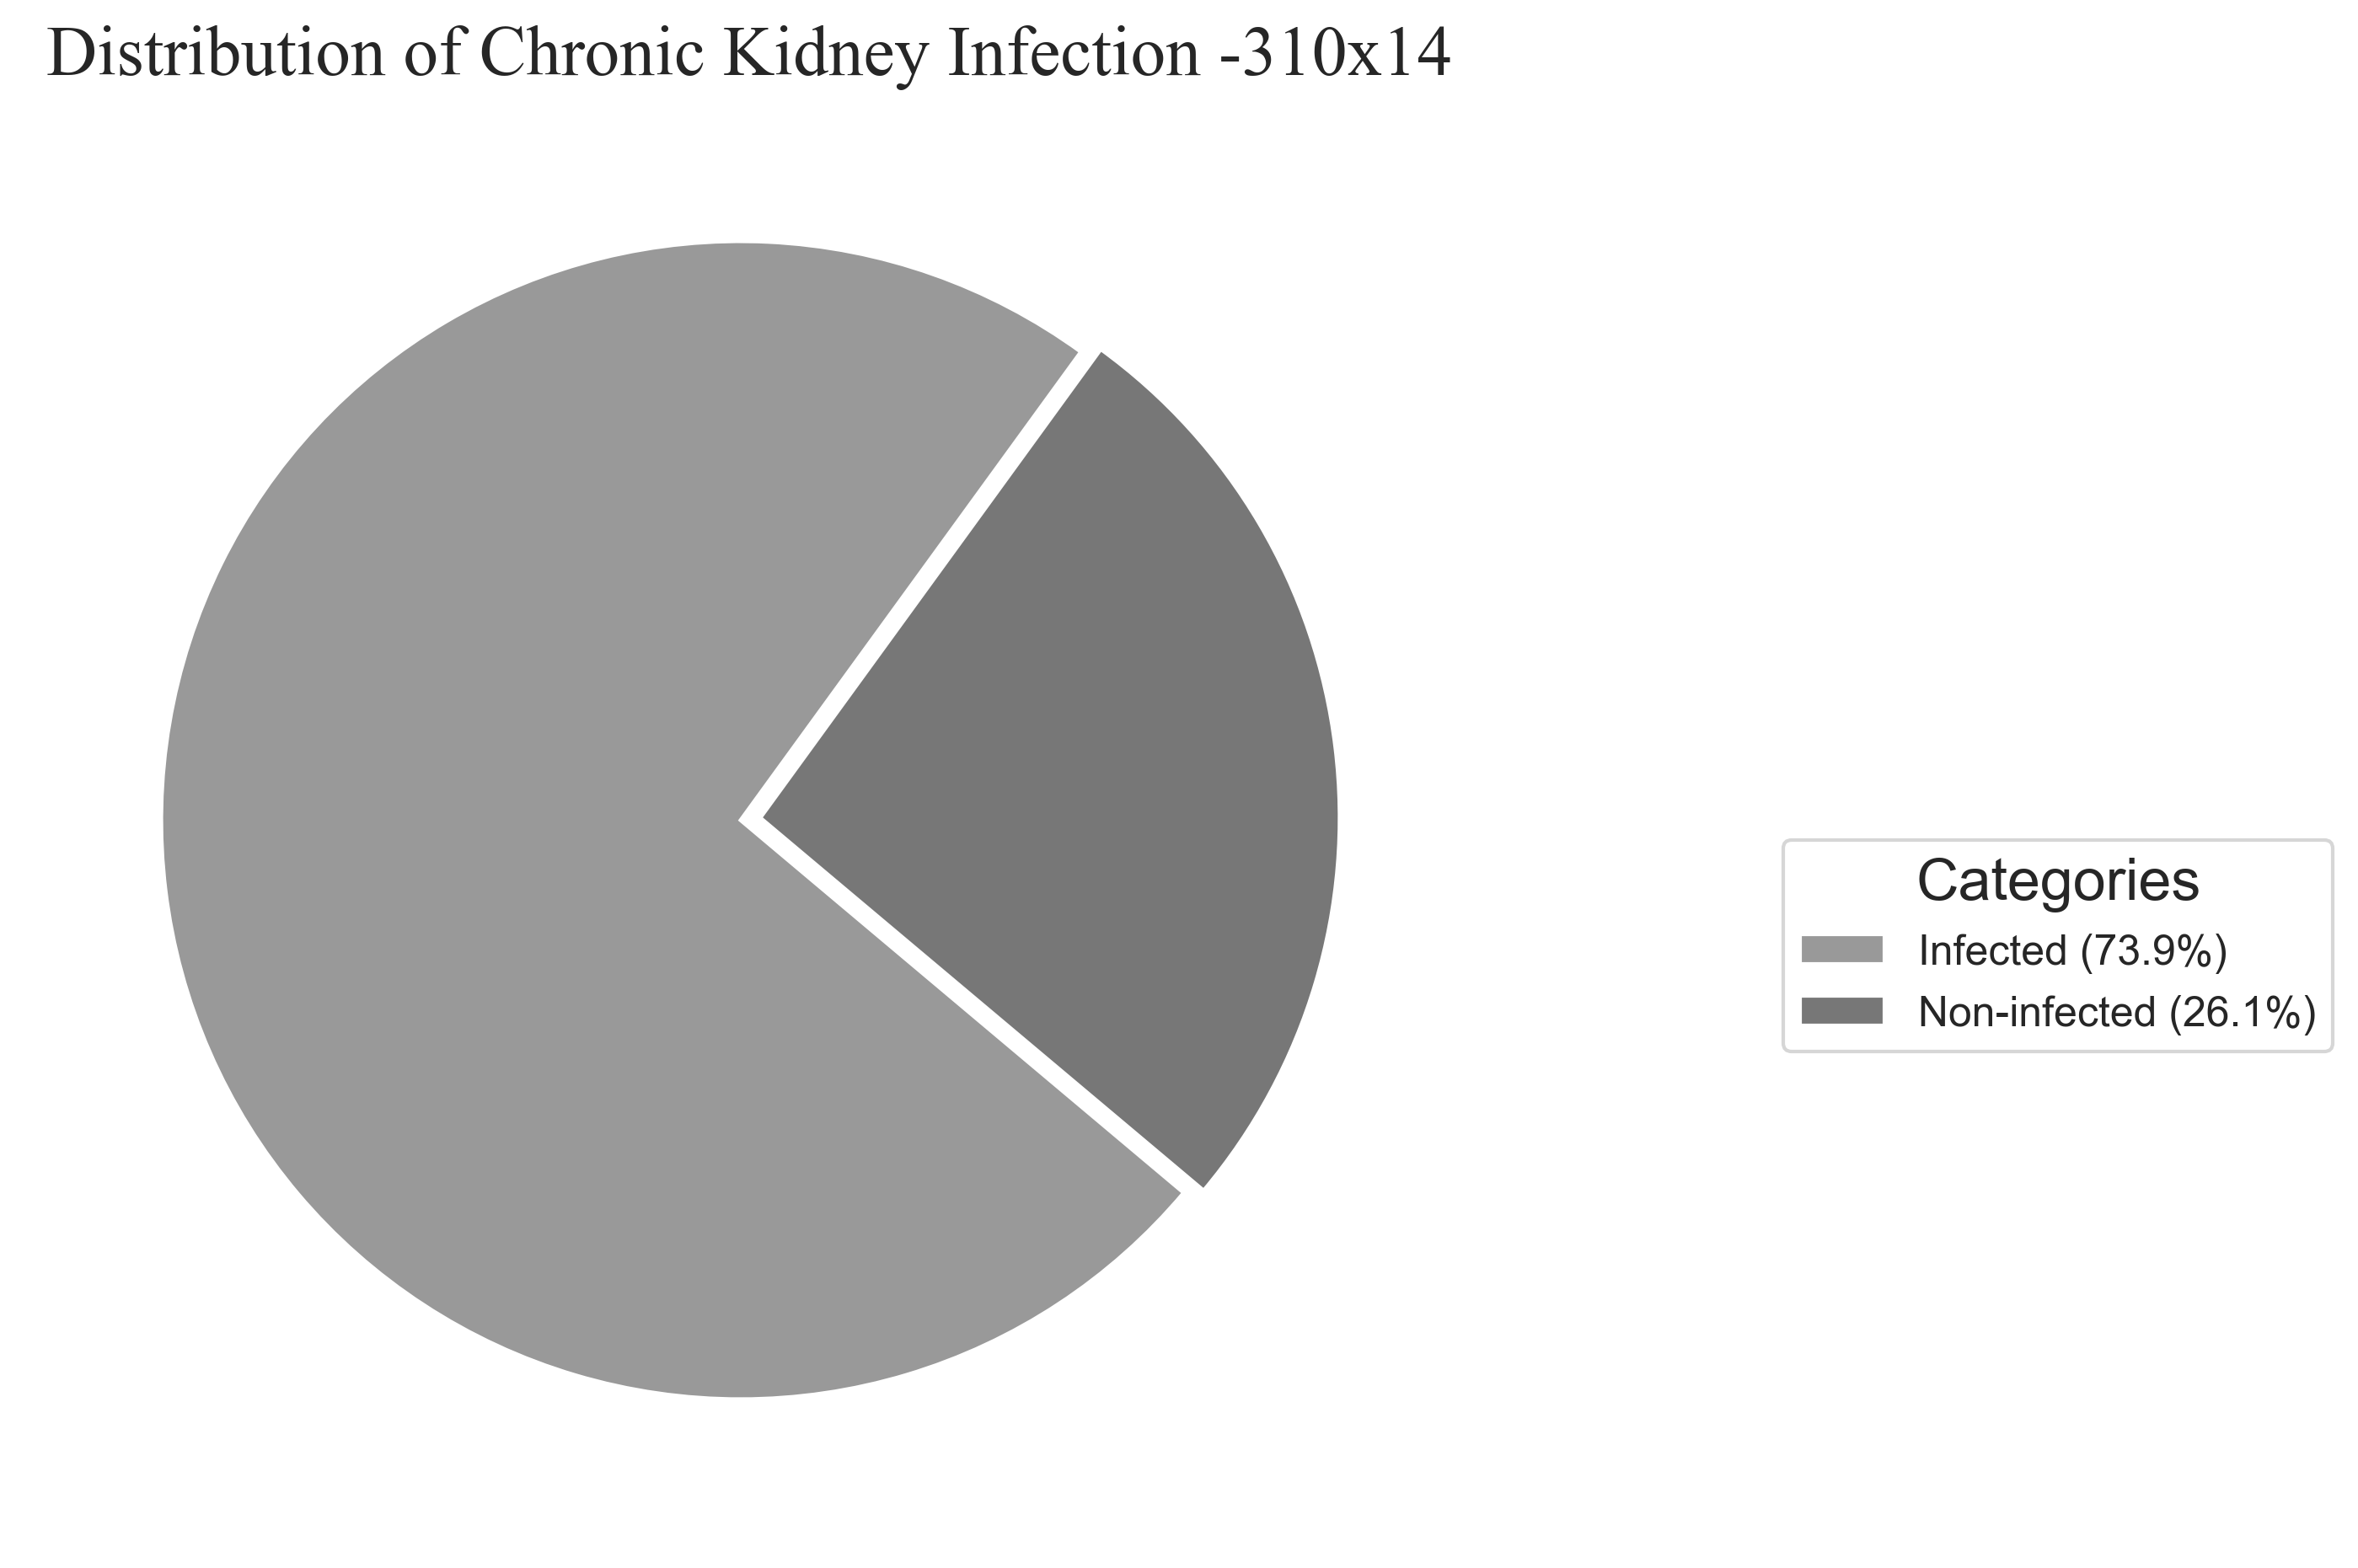 Distribution of Chronic Kidney Infection -310x14
Categories
Infected (73.9%)
Non-infected (26.1%)